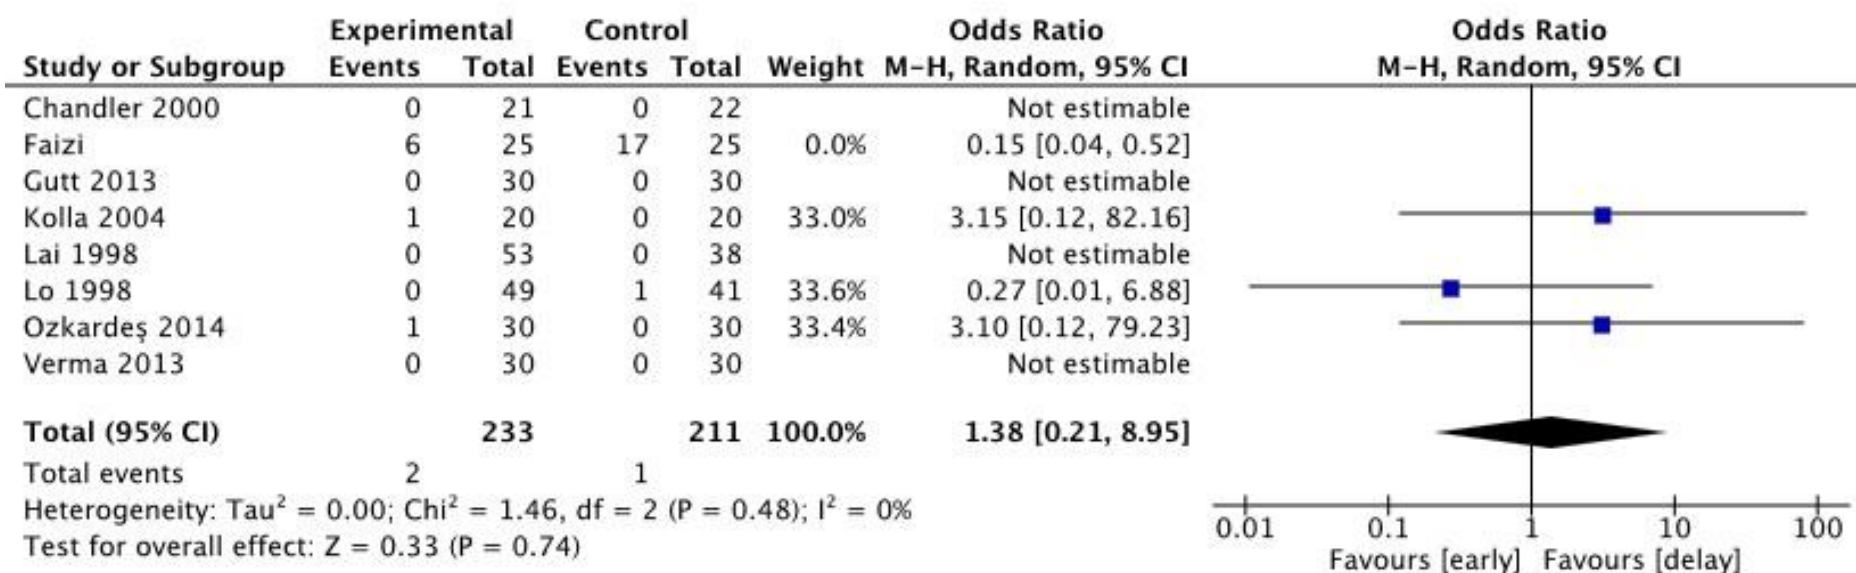 Experimental Control Odds Ratio Odds Ratio
Study or Subgroup Events Total Events Total Weight M-H, Random, 95% CI M-H, Random, 95% CI
Chandler 2000 0 21 0 22 Not estimable
Faizi 6 25 17 25 0.0% 0.15 [0.04, 0.52]
Gutt 2013 0 30 0 30 Not estimable
Kolla 2004 1 20 0 20 33.0% 3.15 [0.12, 82.16]
Lai 1998 0 53 0 38 Not estimable
Lo 1998 0 49 1 41 33.6% 0.27 [0.01, 6.88]
Ozkardeş 2014 1 30 0 30 33.4% 3.10 [0.12, 79.23]
Verma 2013 0 30 0 30 Not estimable
Total (95% CI) 233 211 100.0% 1.38 [0.21, 8.95]
Total events 2 1
Heterogeneity: Tau² = 0.00; Chi² = 1.46, df = 2 (P = 0.48); I² = 0%
Test for overall effect: Z = 0.33 (P = 0.74)
0.01 0.1 1 10 100
Favours [early] Favours [delay]